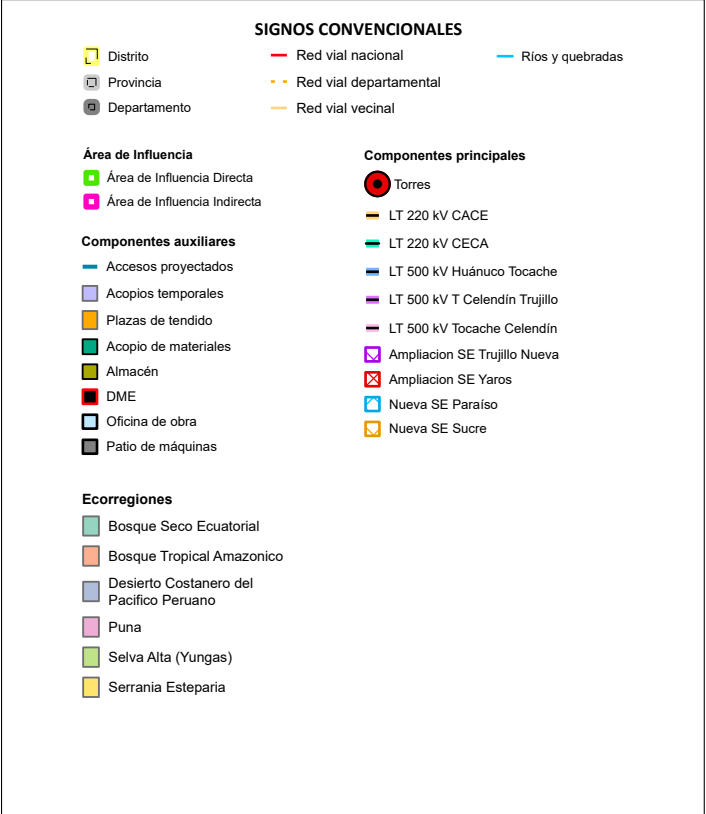 SIGNOS CONVENCIONALES
Distrito
Provincia
Departamento
Red vial nacional
Red vial departamental
Red vial vecinal
Ríos y quebradas
Área de Influencia
Área de Influencia Directa
Área de Influencia Indirecta
Componentes auxiliares
Accesos proyectados
Acopios temporales
Plazas de tendido
Acopio de materiales
Almacén
DME
Oficina de obra
Patio de máquinas
Componentes principales
Torres
LT 220 kV CACE
LT 220 kV CECA
LT 500 kV Huánuco Tocache
LT 500 kV T Celendín Trujillo
LT 500 kV Tocache Celendín
Ampliacion SE Trujillo Nueva
Ampliacion SE Yaros
Nueva SE Paraíso
Nueva SE Sucre
Ecorregiones
Bosque Seco Ecuatorial
Bosque Tropical Amazonico
Desierto Costanero del
Pacifico Peruano
Puna
Selva Alta (Yungas)
Serrania Esteparia